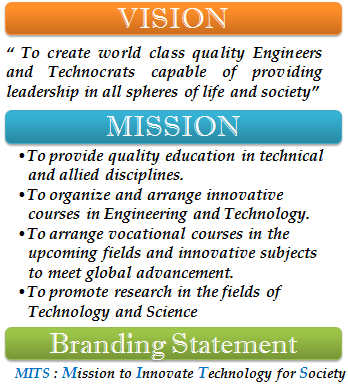 VISION
“ To create world class quality Engineers
and Technocrats capable of providing
leadership in all spheres of life and society”
MISSION
•To provide quality education in technical
and allied disciplines.
•To organize and arrange innovative
courses in Engineering and Technology.
•To arrange vocational courses in the
upcoming fields and innovative subjects
to meet global advancement.
•To promote research in the fields of
Technology and Science
Branding Statement
MITS : Mission to Innovate Technology for Society